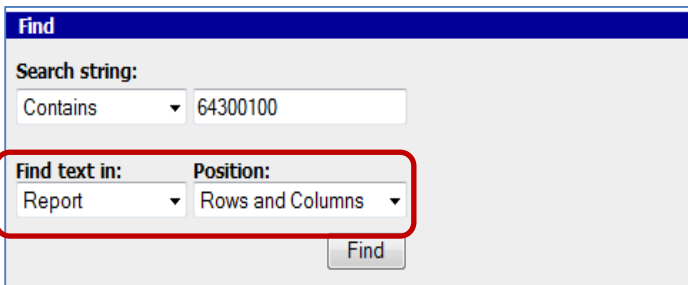 Find
Search string:
Contains 64300100
Find text in: Position:
Report Rows and Columns
Find